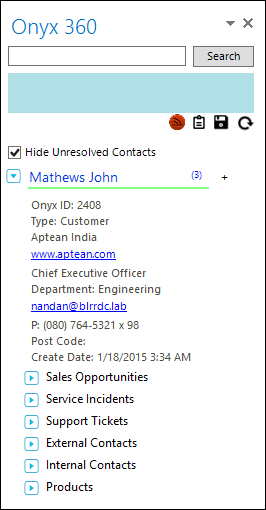 Onyx 360
Search
Hide Unresolved Contacts
Mathews John (3) +
Onyx ID: 2408
Type: Customer
Aptean India
www.aptean.com
Chief Executive Officer
Department: Engineering
nandan@blrrdc.lab
P: (080) 764-5321 x 98
Post Code:
Create Date: 1/18/2015 3:34 AM
Sales Opportunities
Service Incidents
Support Tickets
External Contacts
Internal Contacts
Products